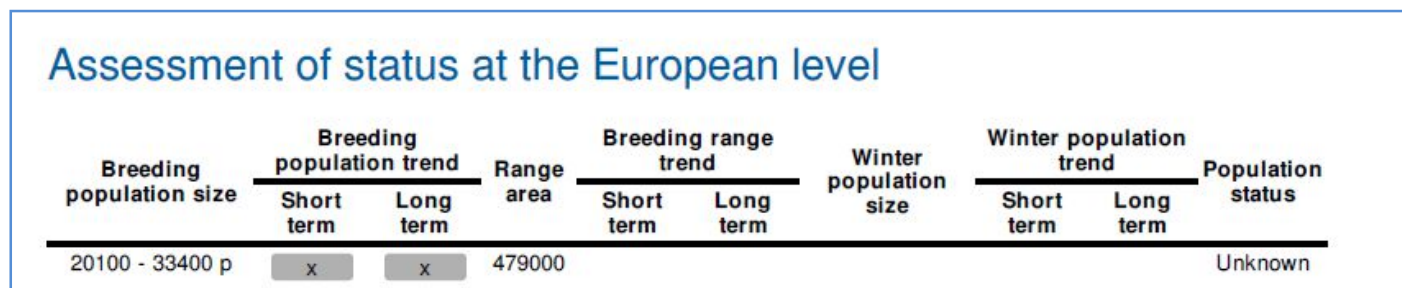 Assessment of status at the European level
Breeding population size
Breeding population trend
Short term
Long term
Range area
Breeding range trend
Short term
Long term
Winter population size
Winter population trend
Short term
Long term
Population status
20100 - 33400 p x x 479000 Unknown